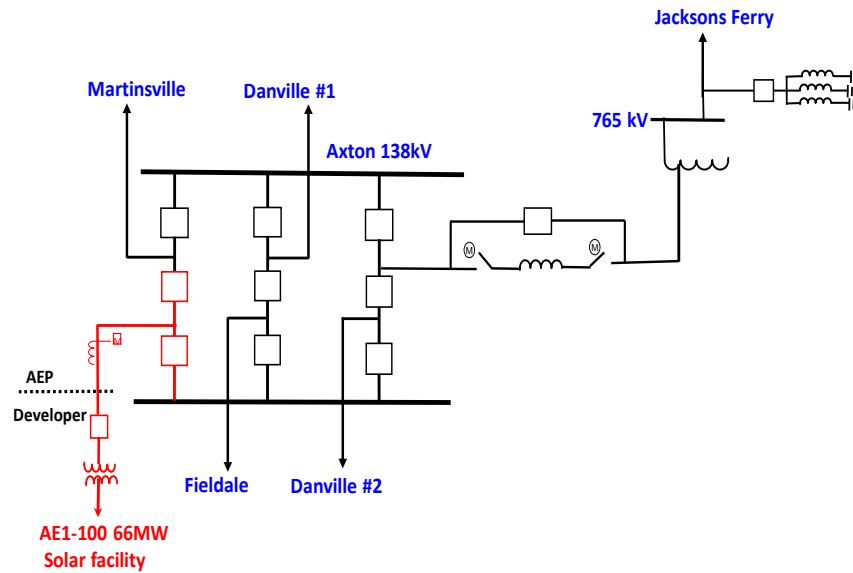 Jacksons Ferry
Martinsville
Danville #1
765 kV
Axton 138kV
M
M
M
AEP
Developer
Fieldale
Danville #2
AE1-100 66MW
Solar facility